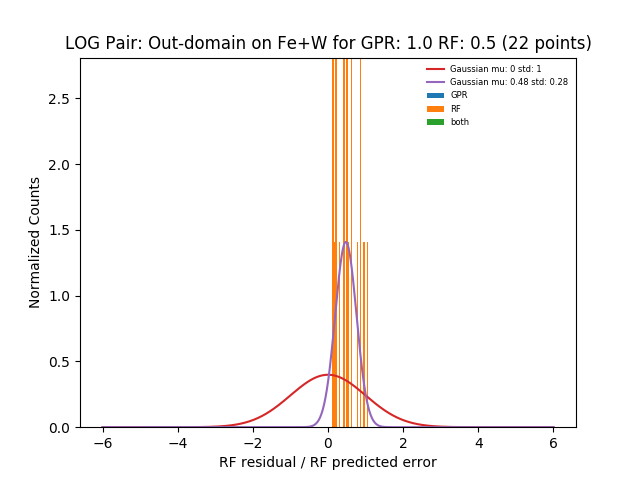 LOG Pair: Out-domain on Fe+W for GPR: 1.0 RF: 0.5 (22 points)
Gaussian mu: 0 std: 1
Gaussian mu: 0.48 std: 0.28
GPR
RF
both
Normalized Counts
2.5
2.0
1.5
1.0
0.5
0.0
−6
−4
−2
0
2
4
6
RF residual / RF predicted error